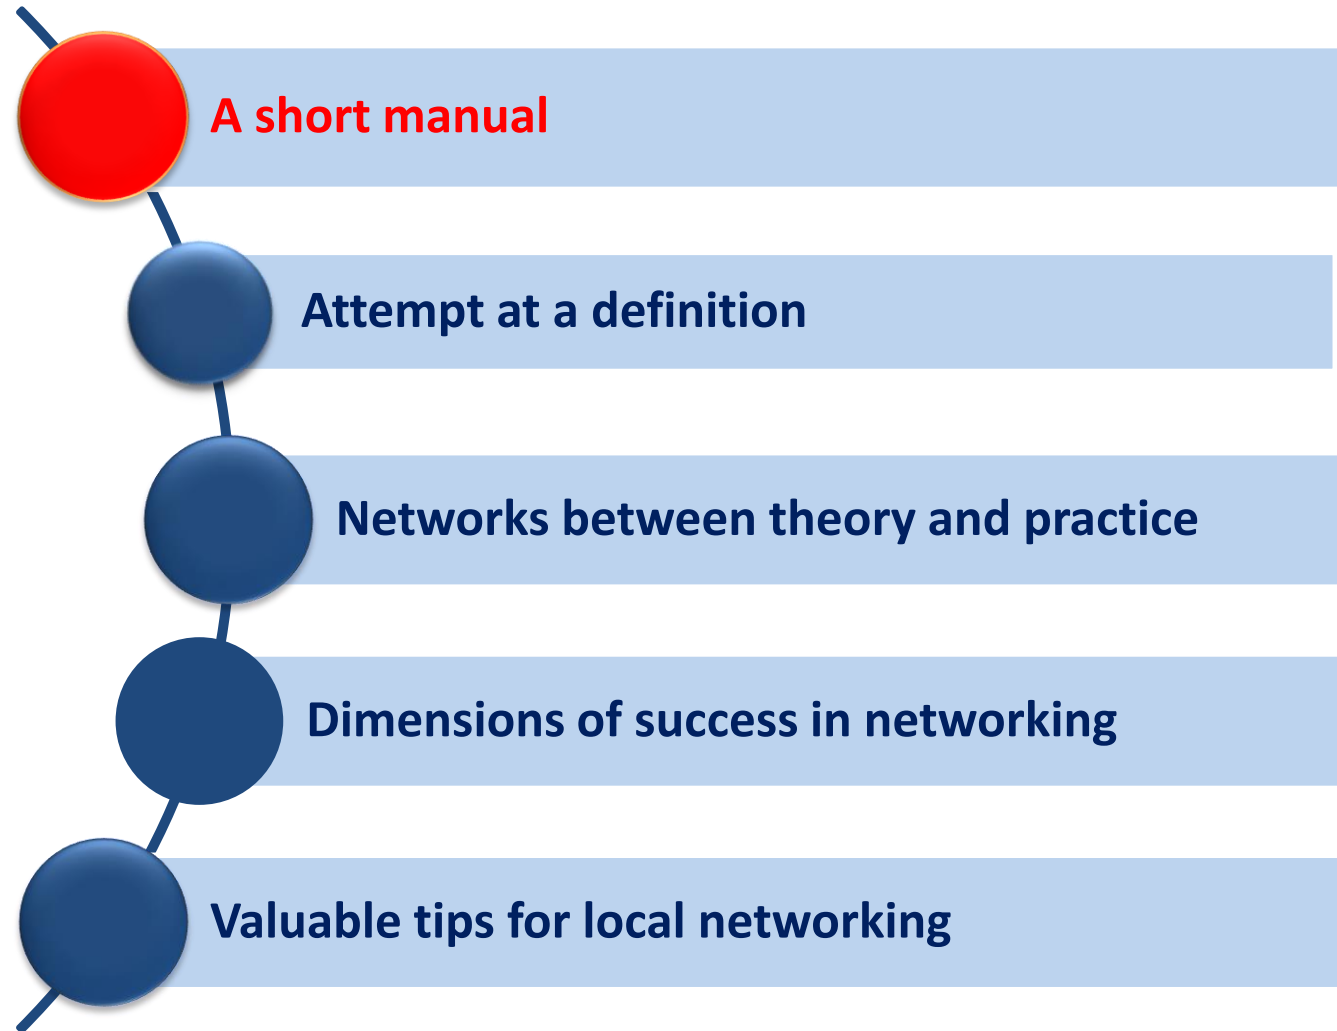 A short manual
Attempt at a definition
Networks between theory and practice
Dimensions of success in networking
Valuable tips for local networking